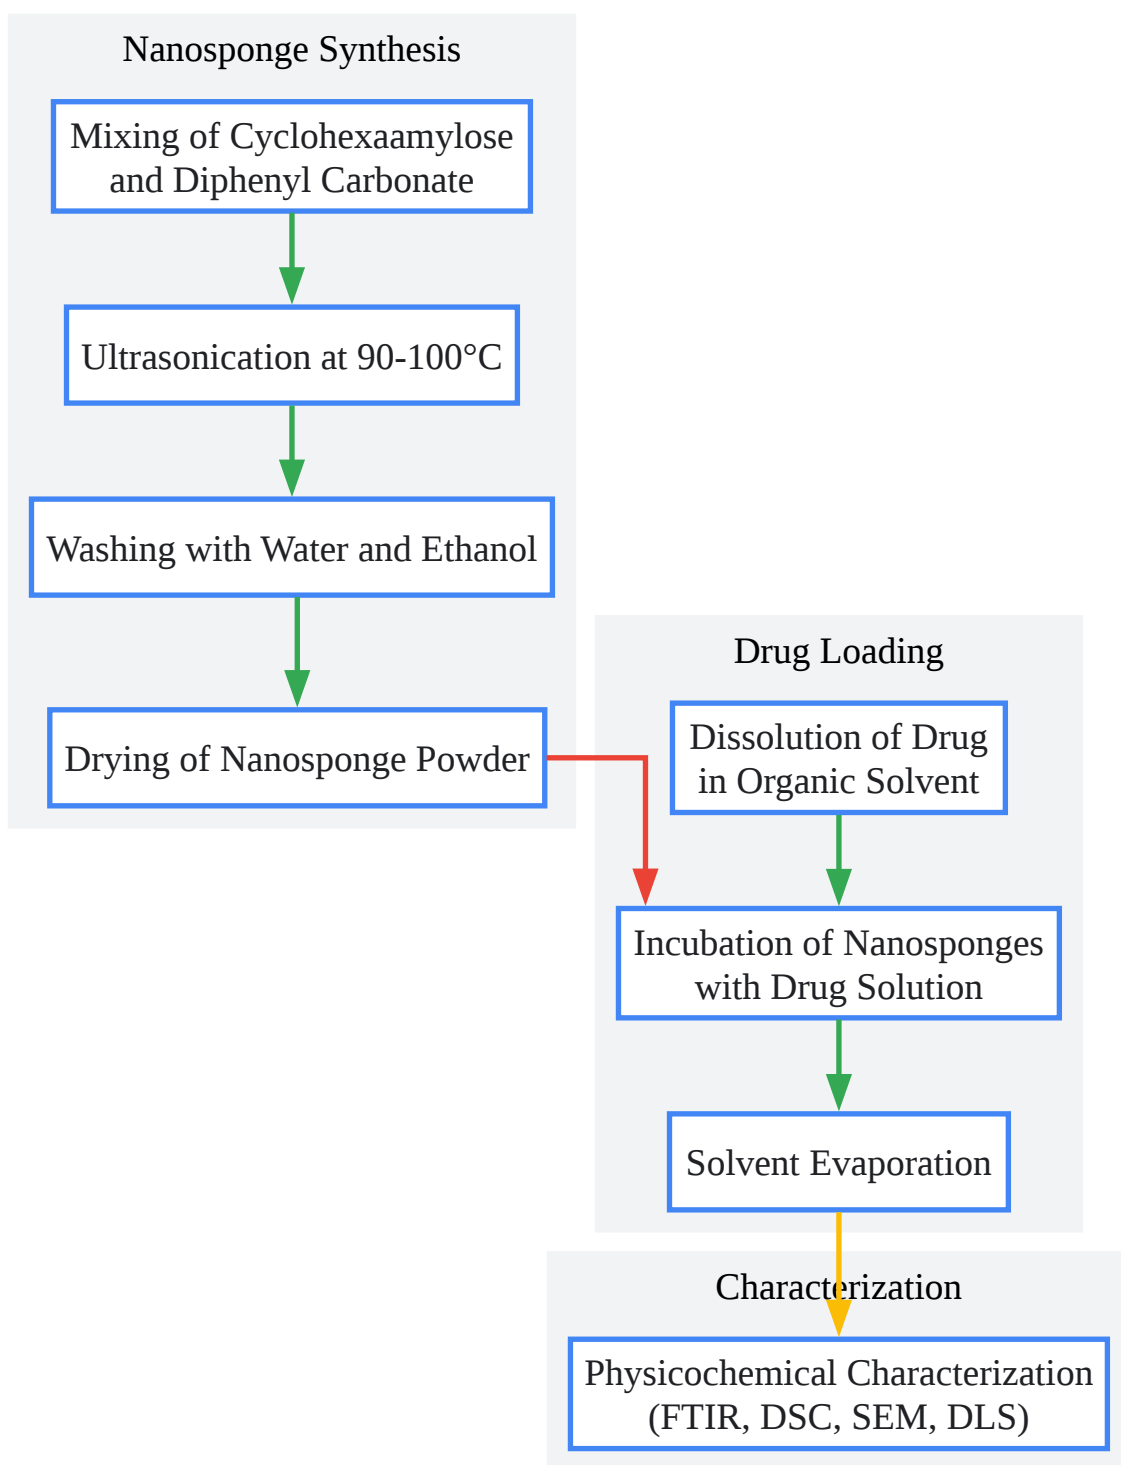 Nanosponge Synthesis
Mixing of Cyclohexaamylose
and Diphenyl Carbonate
Ultrasonication at 90-100°C
Washing with Water and Ethanol
Drying of Nanosponge Powder
Drug Loading
Dissolution of Drug
in Organic Solvent
Incubation of Nanosponges
with Drug Solution
Solvent Evaporation
Characterization
Physicochemical Characterization
(FTIR, DSC, SEM, DLS)